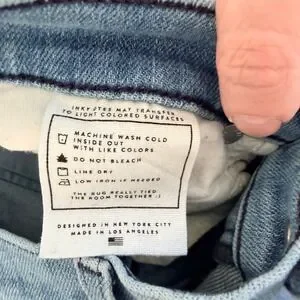 INKY DYES MAY TRANSFER
TO LIGHT COLORED SURFACES
MACHINE WASH COLD
INSIDE OUT
WITH LIKE COLORS
DO NOT BLEACH
LINE DRY
LOW IRON IF NEEDED
THE RUG REALLY TIED
THE ROOM TOGETHER ;)
DESIGNED IN NEW YORK CITY
MADE IN LOS ANGELES